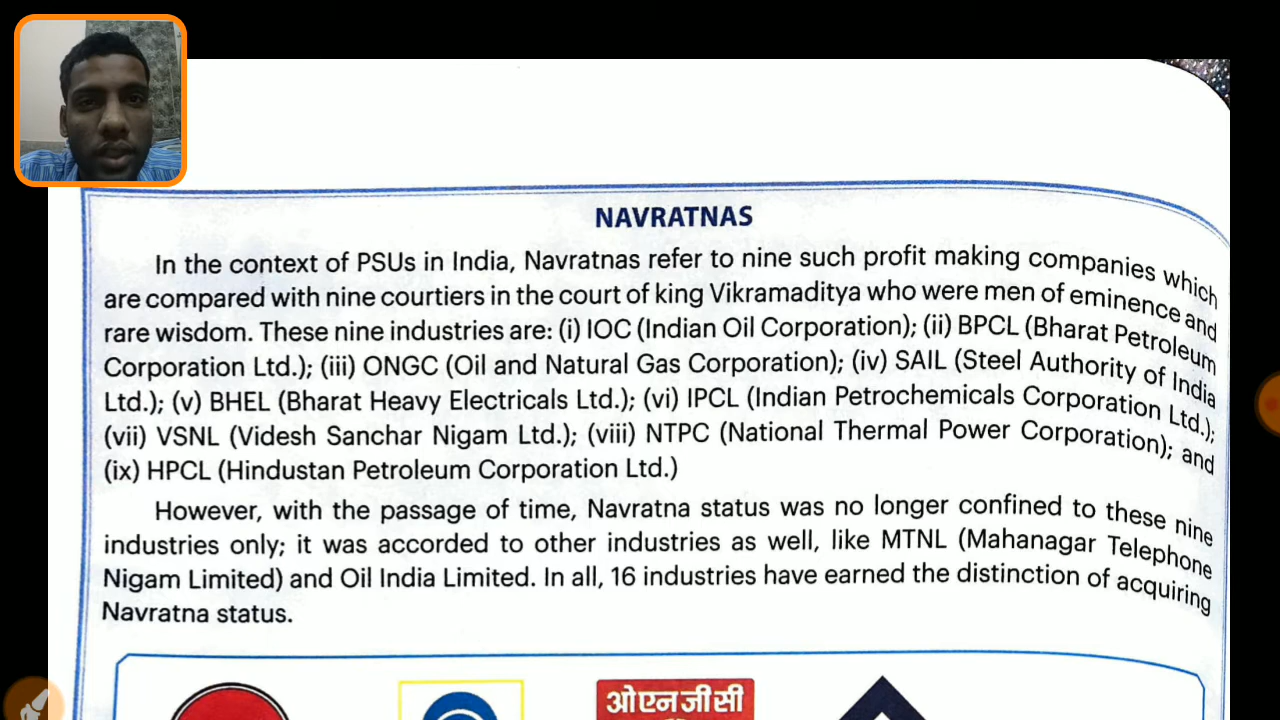 NAVRATNAS
In the context of PSUs in India, Navratnas refer to nine such profit making companies which
are compared with nine courtiers in the court of king Vikramaditya who were men of eminence and
rare wisdom. These nine industries are: (i) IOC (Indian Oil Corporation); (ii) BPCL (Bharat Petroleum
Corporation Ltd.); (iii) ONGC (Oil and Natural Gas Corporation); (iv) SAIL (Steel Authority of India
Ltd.); (v) BHEL (Bharat Heavy Electricals Ltd.); (vi) IPCL (Indian Petrochemicals Corporation Ltd.);
(vii) VSNL (Videsh Sanchar Nigam Ltd.); (viii) NTPC (National Thermal Power Corporation); and
(ix) HPCL (Hindustan Petroleum Corporation Ltd.)
However, with the passage of time, Navratna status was no longer confined to these nine
industries only; it was accorded to other industries as well, like MTNL (Mahanagar Telephone
Nigam Limited) and Oil India Limited. In all, 16 industries have earned the distinction of acquiring
Navratna status.
ओएनजीसी